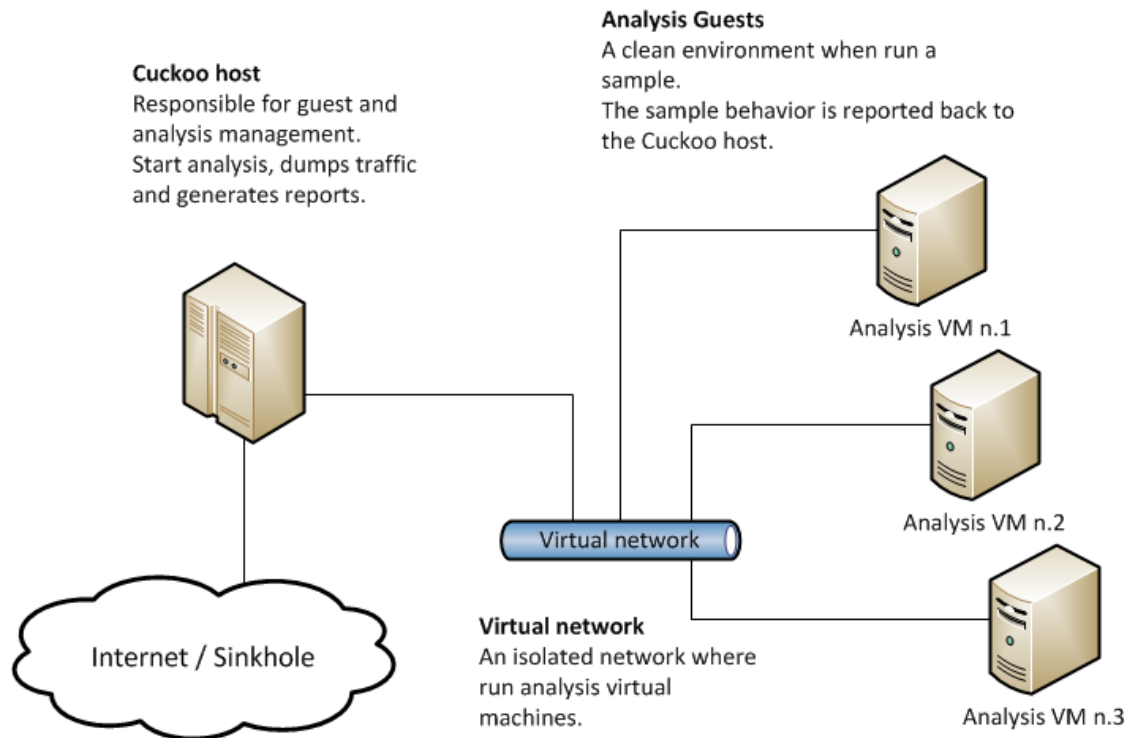 Cuckoo host
Responsible for guest and
analysis management.
Start analysis, dumps traffic
and generates reports.
Analysis Guests
A clean environment when run a
sample.
The sample behavior is reported back to
the Cuckoo host.
Analysis VM n.1
Analysis VM n.2
Virtual network
Analysis VM n.3
Internet / Sinkhole
Virtual network
An isolated network where
run analysis virtual
machines.